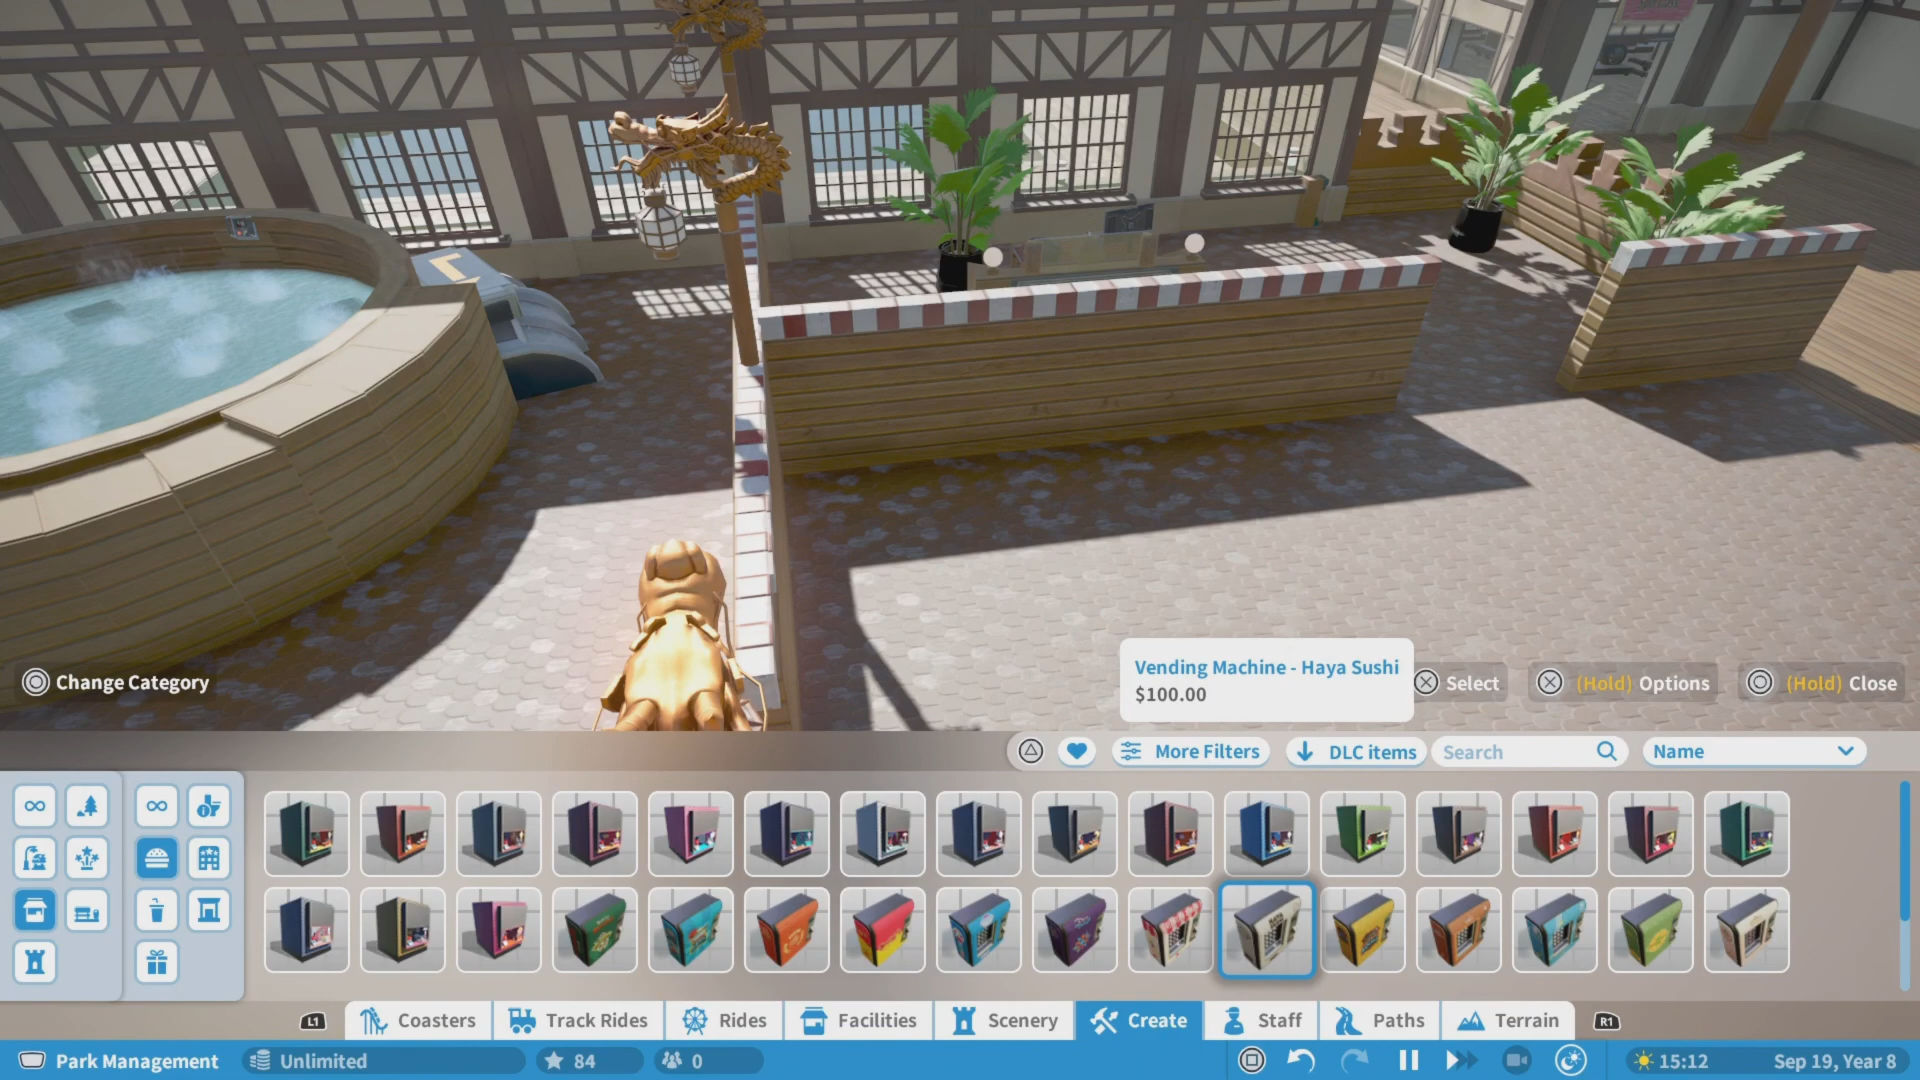 Change Category
Vending Machine - Haya Sushi
$100.00
Select
(Hold) Options
(Hold) Close
More Filters
DLC items
Search
Name
L1
Coasters
Track Rides
Rides
Facilities
Scenery
Create
Staff
Paths
Terrain
R1
Park Management
Unlimited
84
0
15:12
Sep 19, Year 8